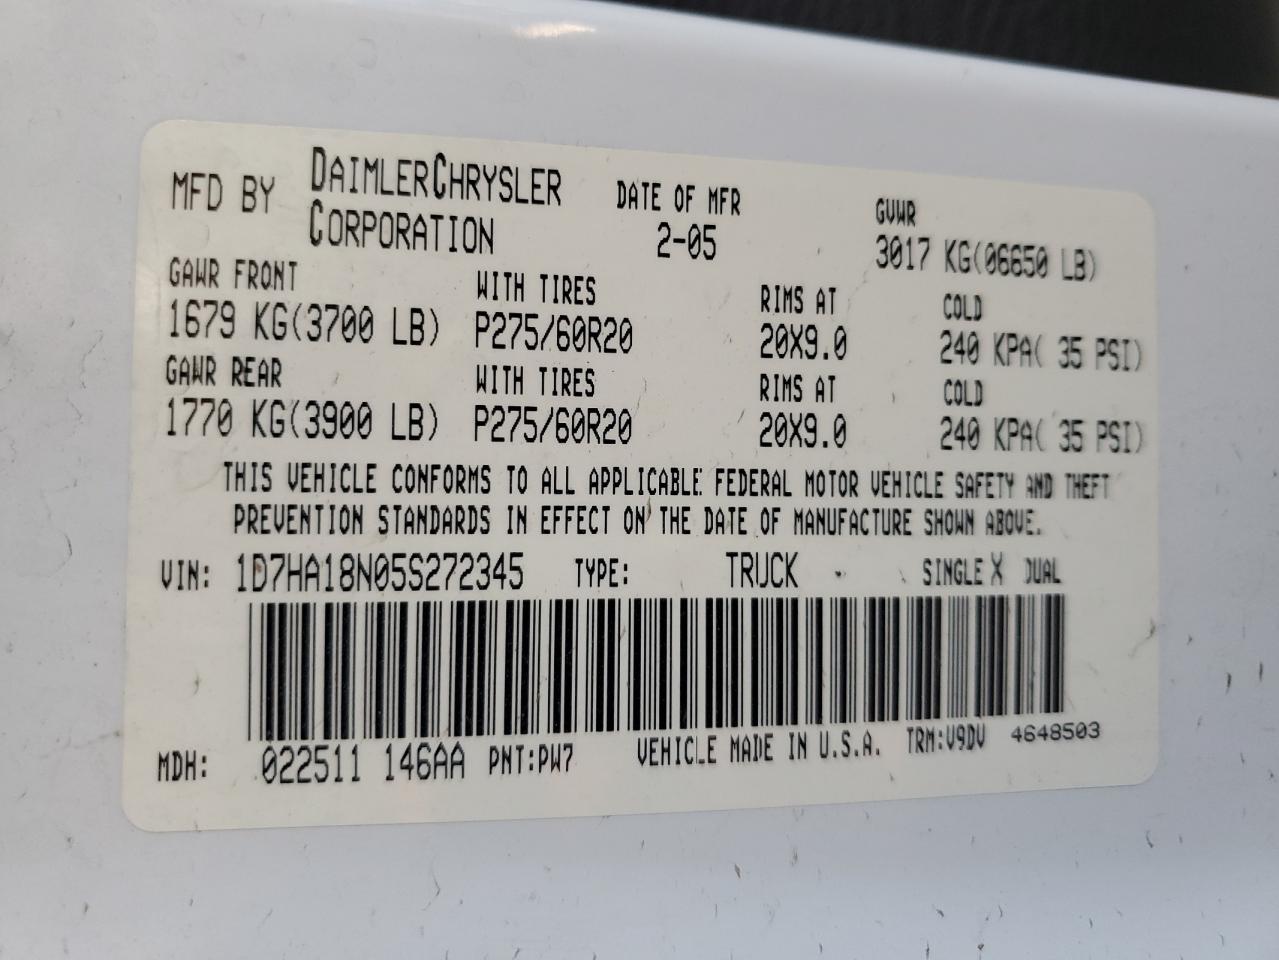 MFD BY DAIMLERCHRYSLER CORPORATION
DATE OF MFR 2-05
GVWR 3017 KG(06650 LB)
GAWR FRONT WITH TIRES RIMS AT COLD
1679 KG(3700 LB) P275/60R20 20X9.0 240 KPA( 35 PSI)
GAWR REAR WITH TIRES RIMS AT COLD
1770 KG(3900 LB) P275/60R20 20X9.0 240 KPA( 35 PSI)
THIS VEHICLE CONFORMS TO ALL APPLICABLE FEDERAL MOTOR VEHICLE SAFETY AND THEFT
PREVENTION STANDARDS IN EFFECT ON THE DATE OF MANUFACTURE SHOWN ABOVE.
VIN: 1D7HA18N05S272345 TYPE: TRUCK SINGLE X DUAL
MDH: 022511 146AA PNT:PW7 VEHICLE MADE IN U.S.A. TRM:V9DV 4648503